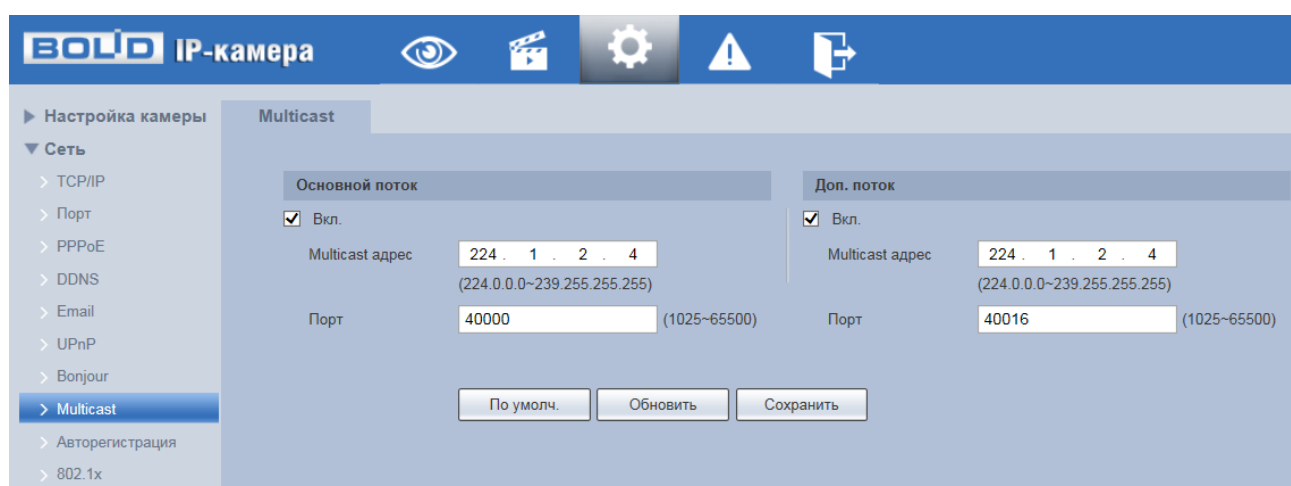 BOLID IP-камера
Настройка камеры
Сеть
TCP/IP
Порт
PPPoE
DDNS
Email
UPnP
Bonjour
Multicast
Авторегистрация
802.1x
Multicast
Основной поток
Вкл.
Multicast адрес 224 . 1 . 2 . 4
(224.0.0.0~239.255.255.255)
Порт 40000 (1025~65500)
Доп. поток
Вкл.
Multicast адрес 224 . 1 . 2 . 4
(224.0.0.0~239.255.255.255)
Порт 40016 (1025~65500)
По умолч. Обновить Сохранить